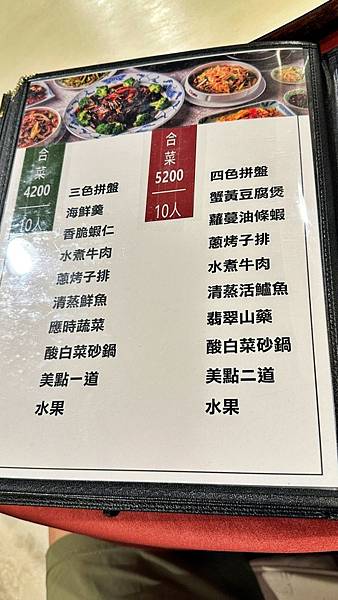 合菜
4200
10人
三色拼盤
海鮮羹
香脆蝦仁
水煮牛肉
蔥烤子排
清蒸鮮魚
應時蔬菜
酸白菜砂鍋
美點一道
水果
合菜
5200
10人
四色拼盤
蟹黃豆腐煲
蘿蔓油條蝦
蔥烤子排
水煮牛肉
清蒸活鱸魚
翡翠山藥
酸白菜砂鍋
美點二道
水果